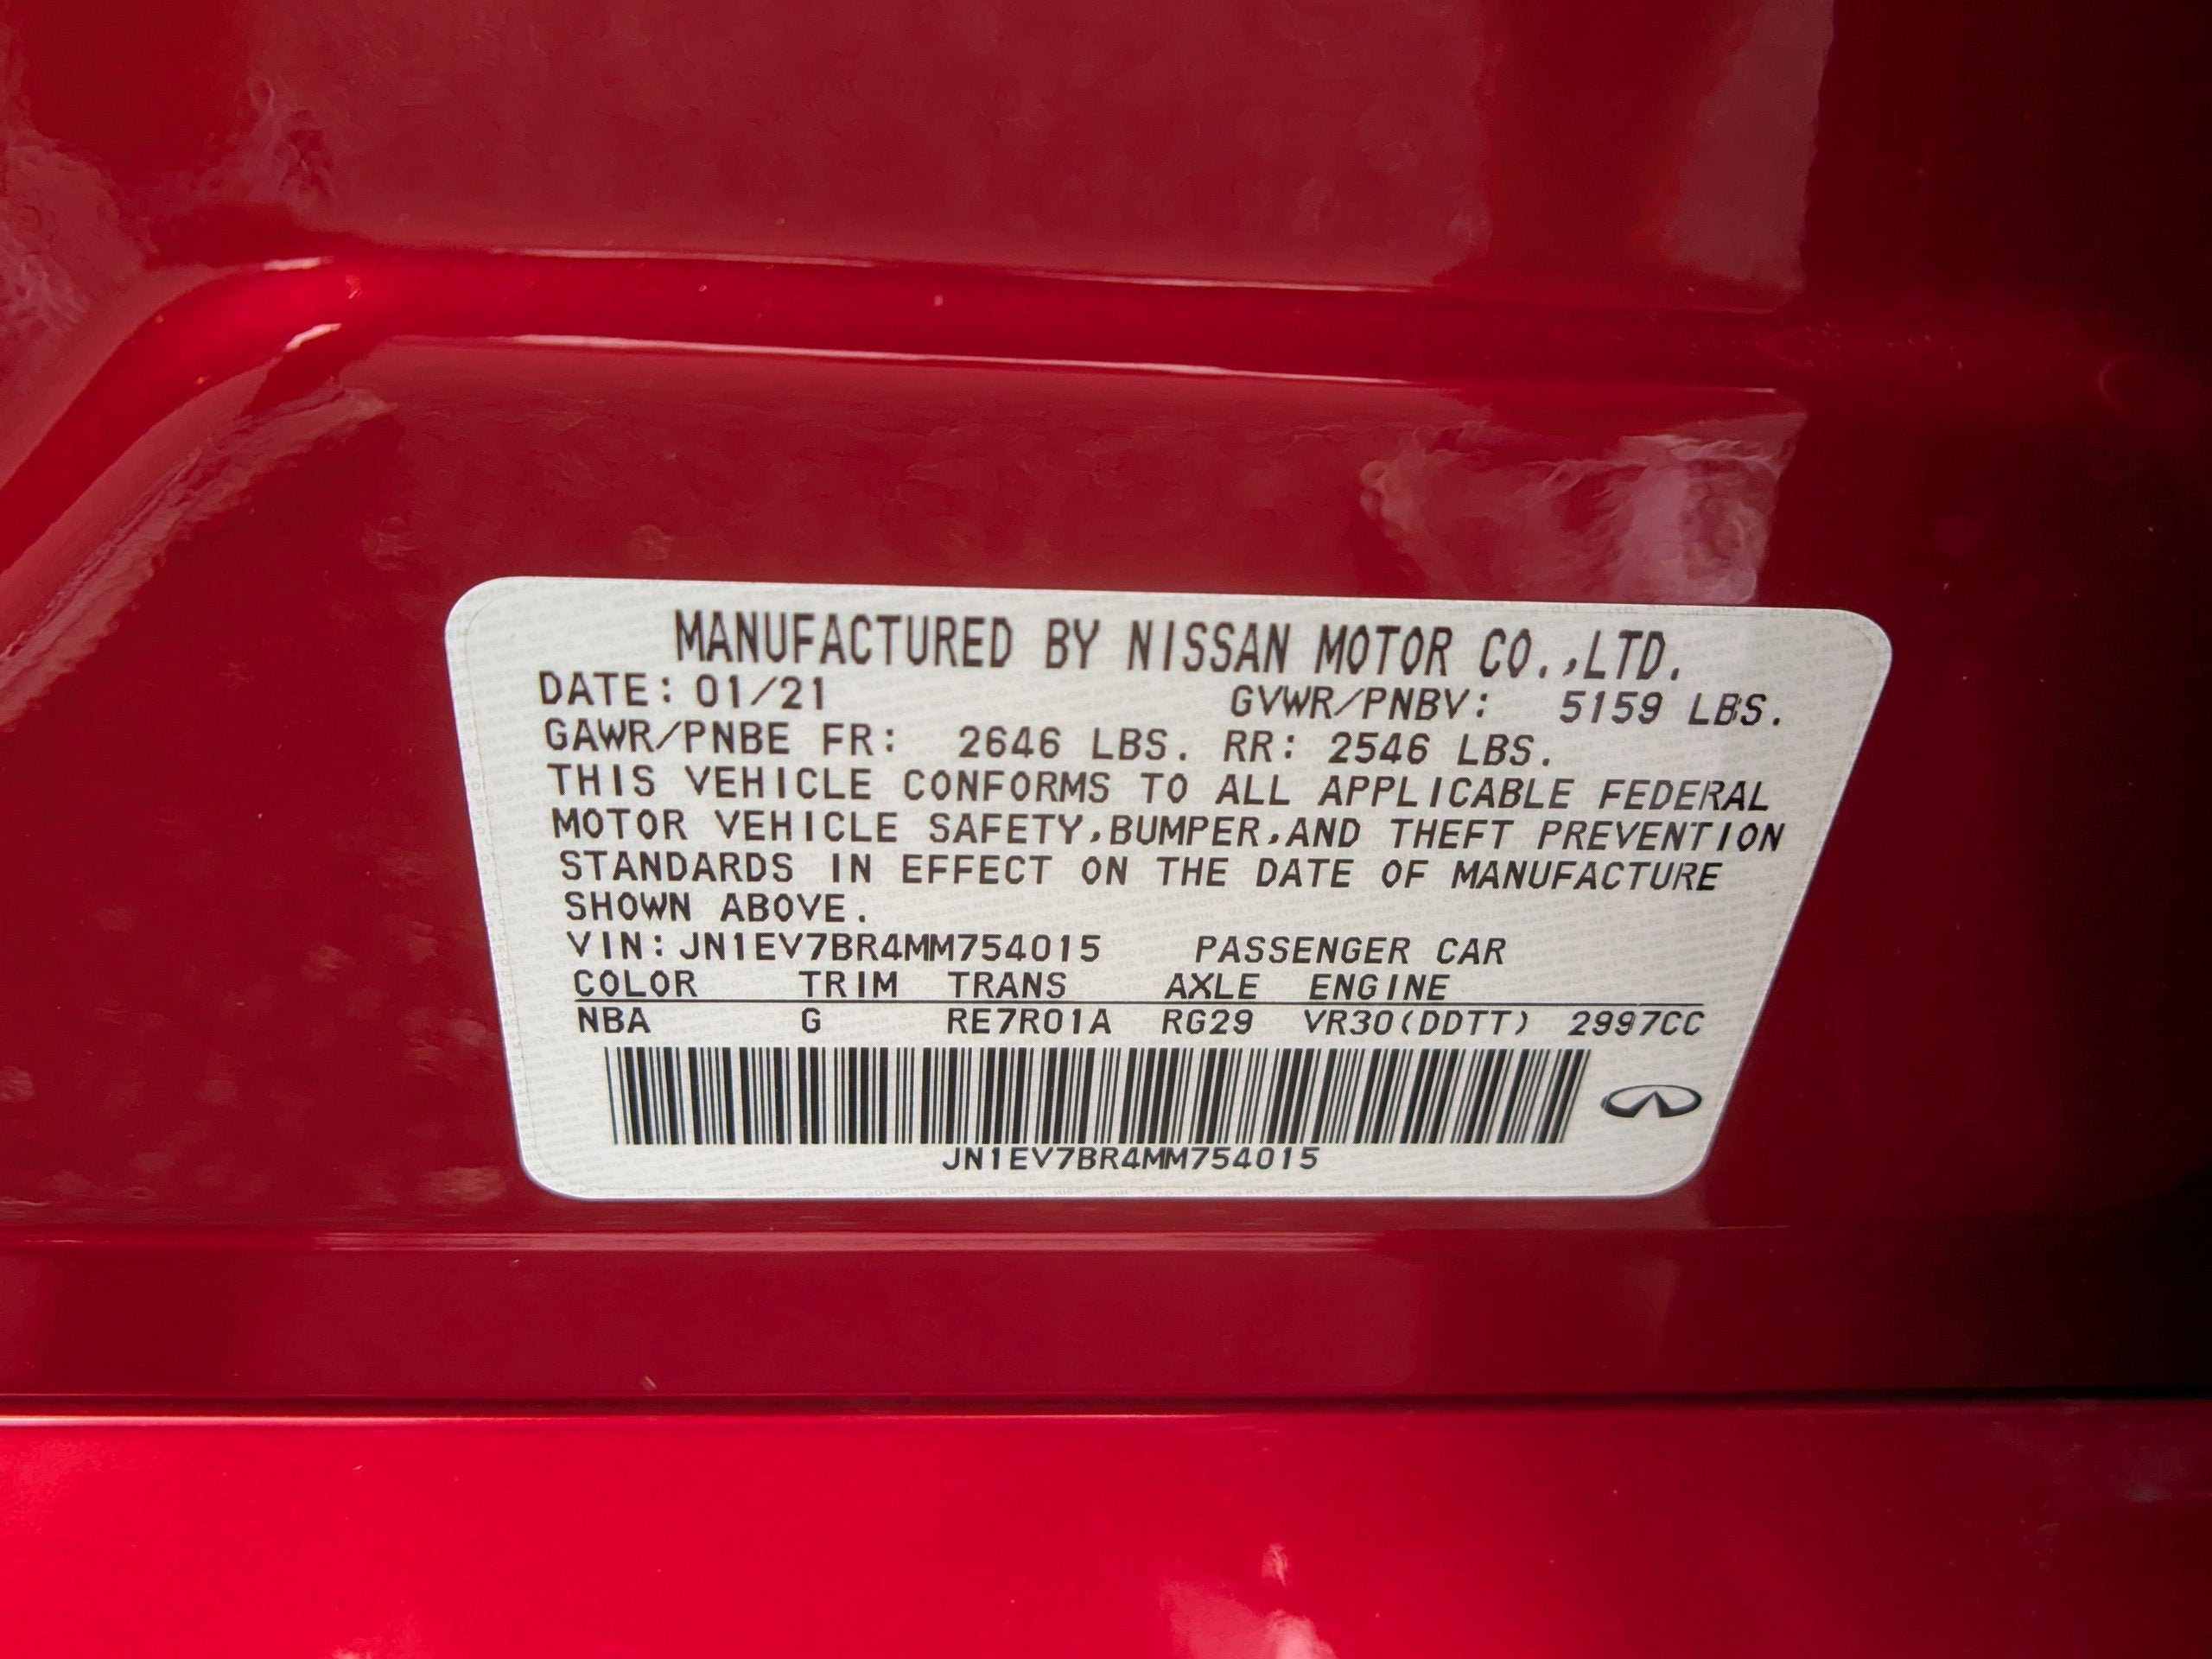 MANUFACTURED BY NISSAN MOTOR CO.,LTD.
DATE: 01/21 GVWR/PNBV: 5159 LBS.
GAWR/PNBE FR: 2646 LBS. RR: 2546 LBS.
THIS VEHICLE CONFORMS TO ALL APPLICABLE FEDERAL
MOTOR VEHICLE SAFETY,BUMPER,AND THEFT PREVENTION
STANDARDS IN EFFECT ON THE DATE OF MANUFACTURE
SHOWN ABOVE.
VIN:JN1EV7BR4MM754015 PASSENGER CAR
COLOR TRIM TRANS AXLE ENGINE
NBA G RE7R01A RG29 VR30(DDTT) 2997CC
JN1EV7BR4MM754015